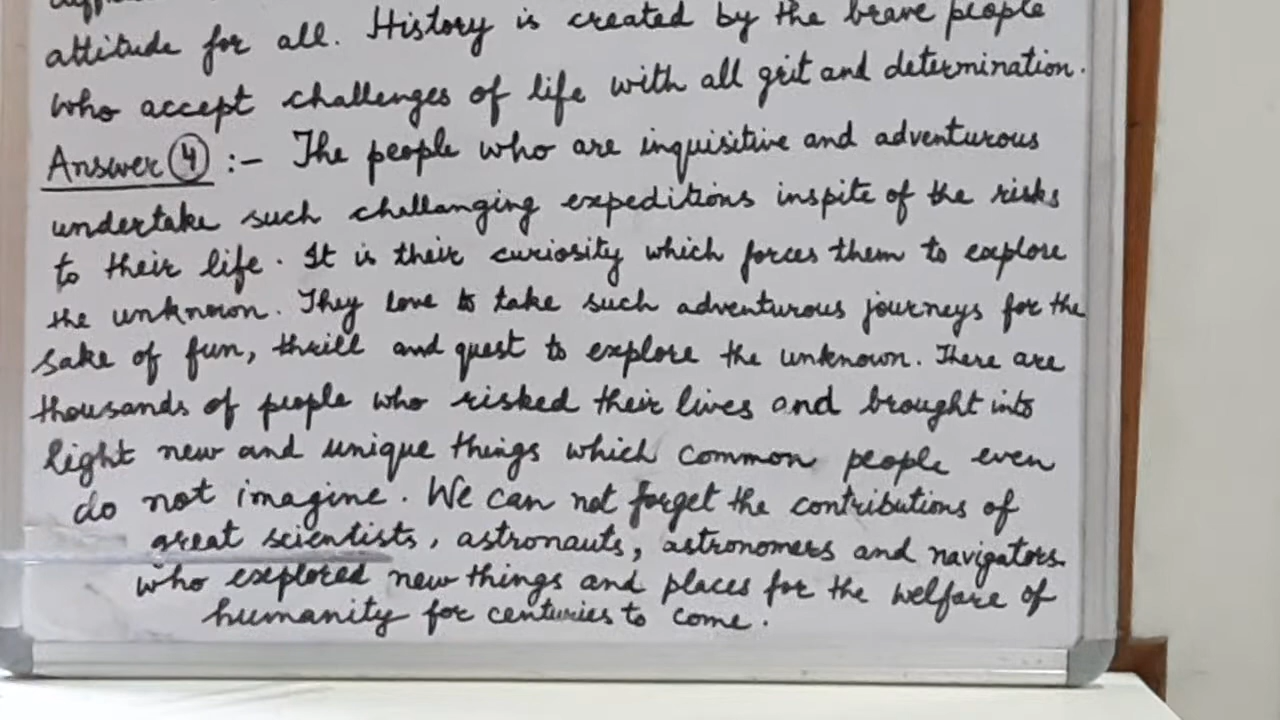 attitude for all. History is created by the brave people
who accept challenges of life with all grit and determination.
Answer 4 :- The people who are inquisitive and adventurous
undertake such challanging expeditions inspite of the risks
to their life. It is their curiosity which forces them to explore
the unknown. They love to take such adventurous journeys for the
sake of fun, thrill and quest to explore the unknown. There are
thousands of people who risked their lives and brought into
light new and unique things which common people even
do not imagine. We can not forget the contributions of
great scientists, astronauts, astronomers and navigators
who explored new things and places for the welfare of
humanity for centuries to come.